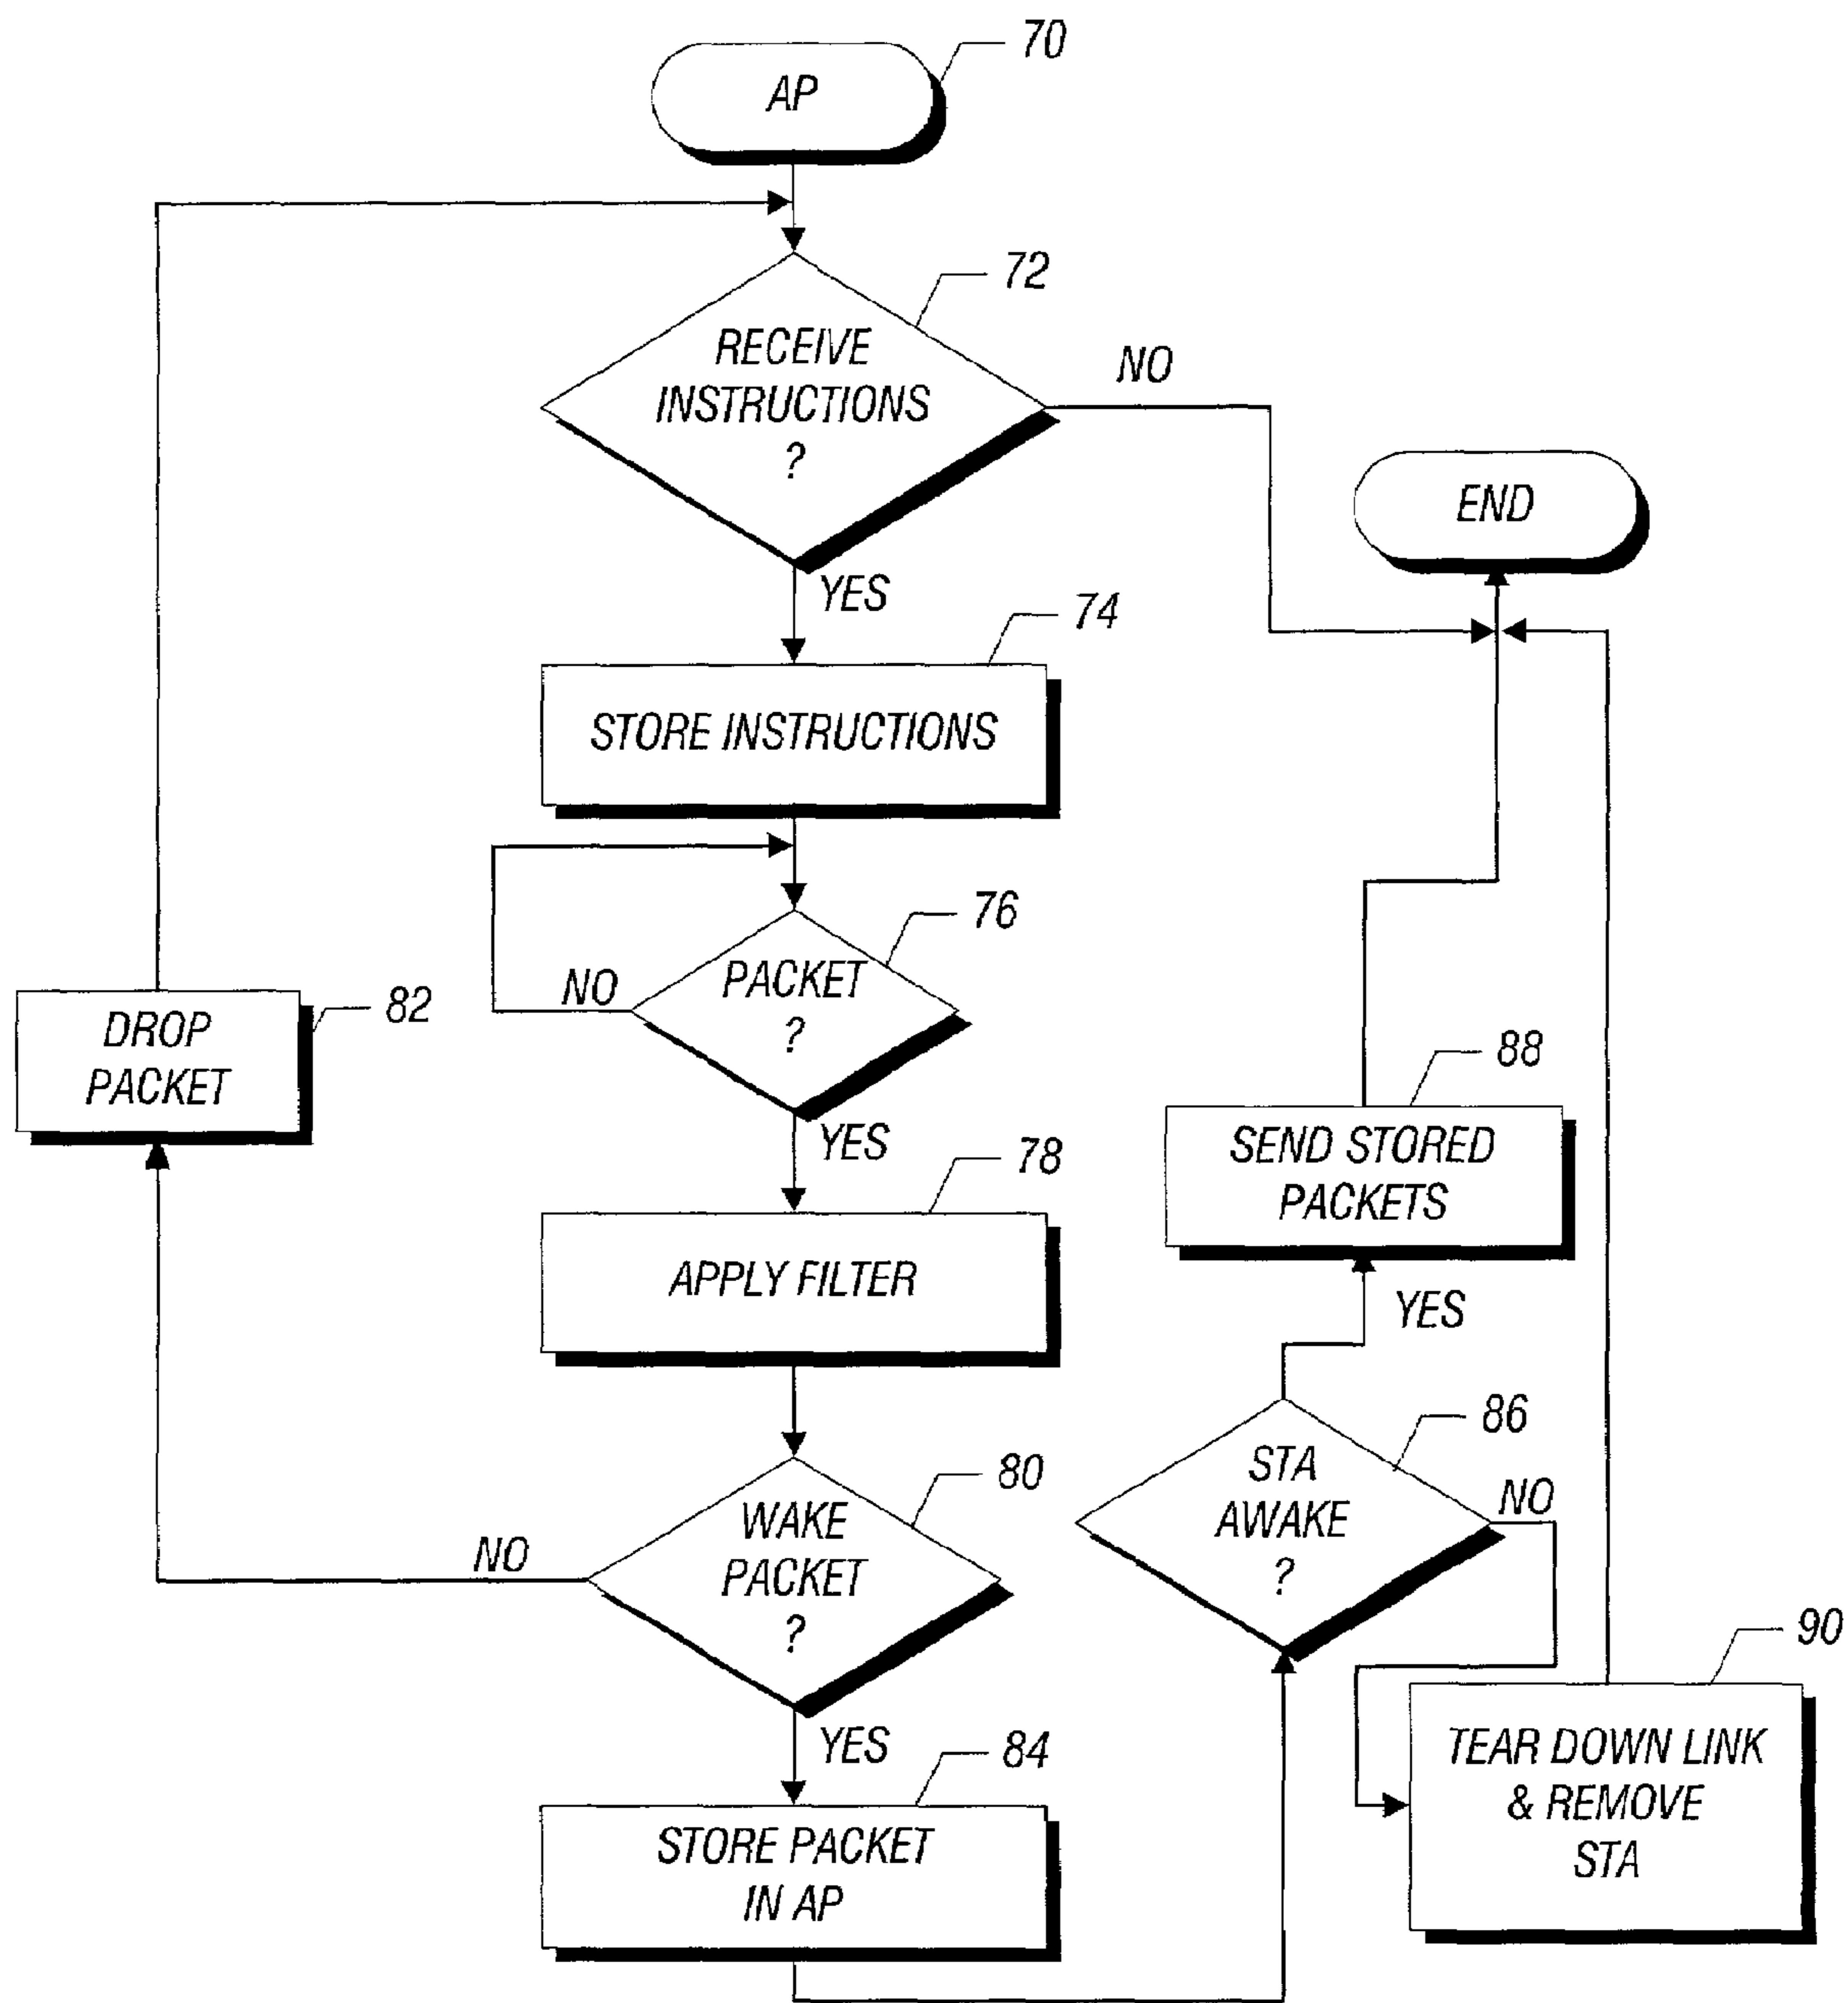 AP
70
72
RECEIVE
INSTRUCTIONS
?
NO
END
YES
74
STORE INSTRUCTIONS
76
PACKET
?
NO
82
DROP
PACKET
YES
88
SEND STORED
PACKETS
78
APPLY FILTER
YES
86
STA
AWAKE
?
NO
80
WAKE
PACKET
?
NO
90
TEAR DOWN LINK
& REMOVE
STA
YES
84
STORE PACKET
IN AP